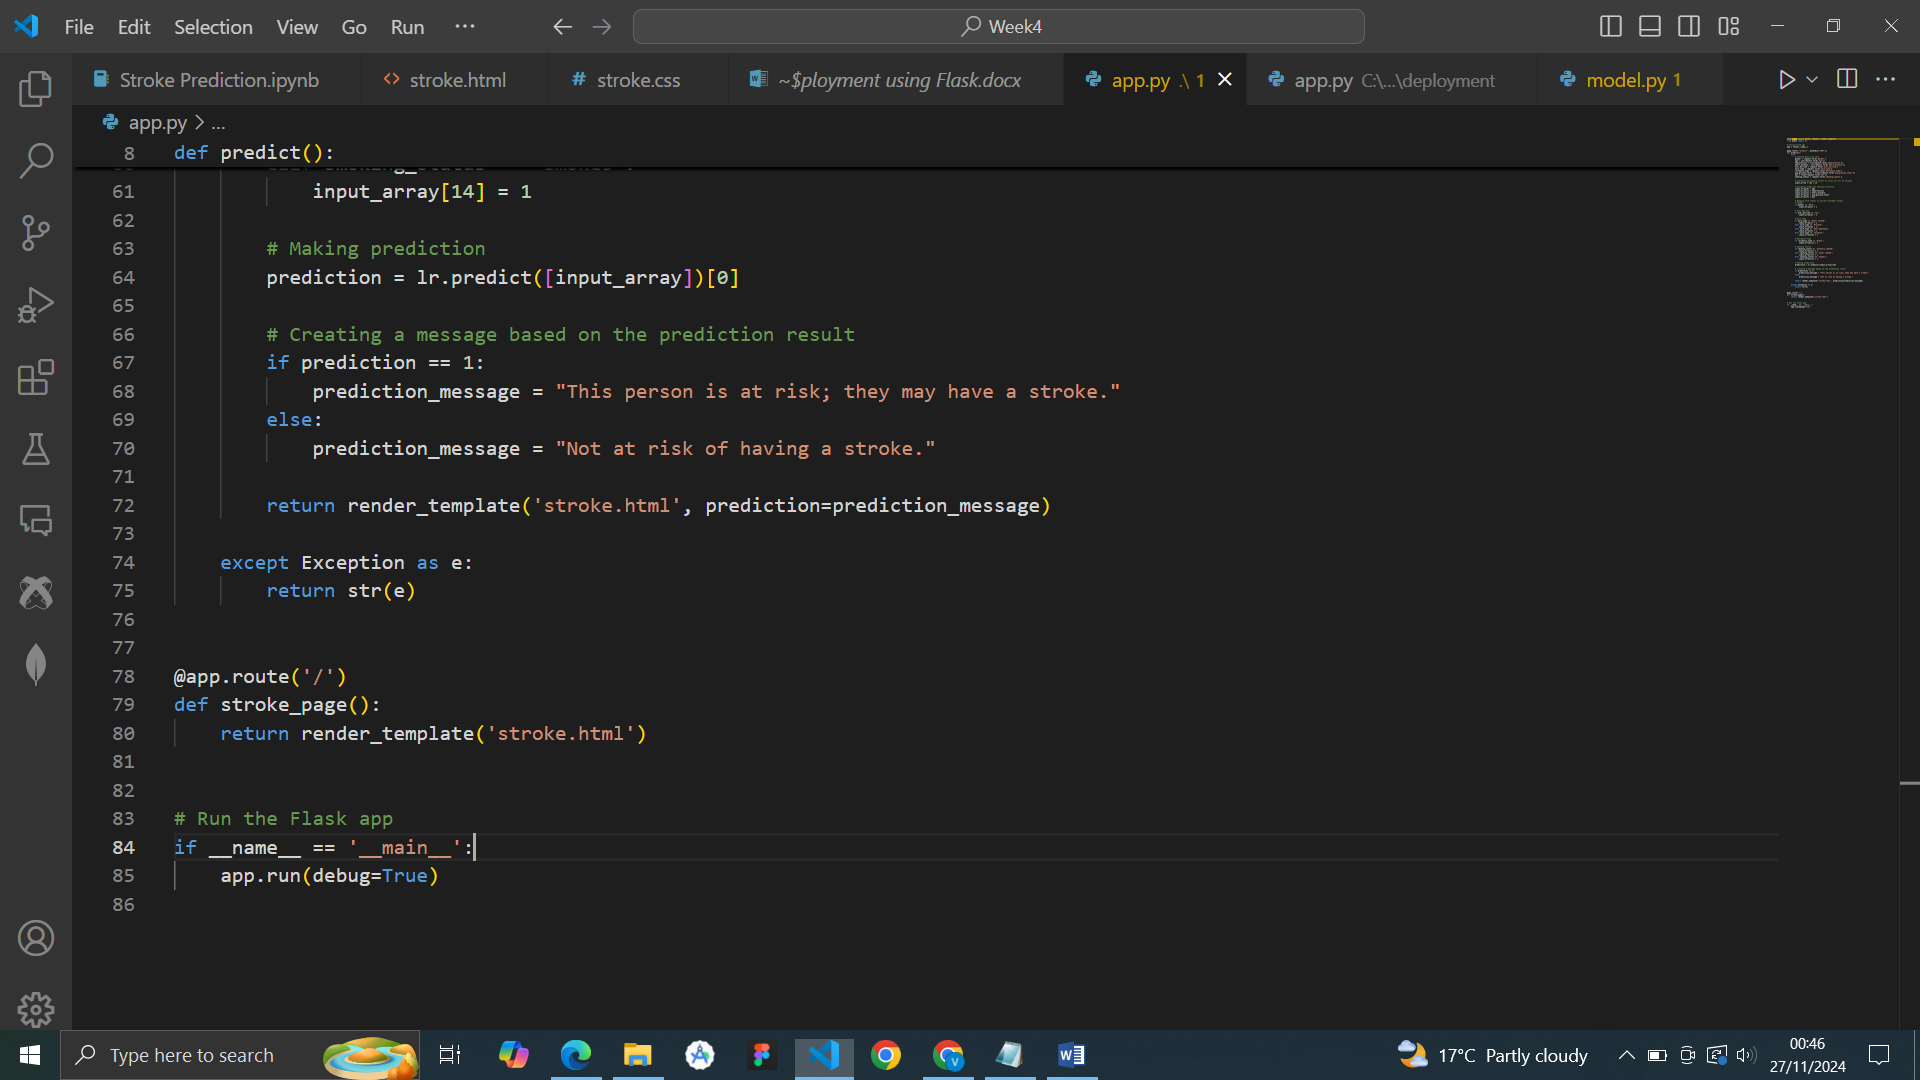 File Edit Selection View Go Run ...
Week4
Stroke Prediction.ipynb
stroke.html
stroke.css
~$ployment using Flask.docx
app.py .\ 1
app.py C:\...\deployment
model.py 1
app.py > ...
8 def predict():
61 input_array[14] = 1
62
63 # Making prediction
64 prediction = lr.predict([input_array])[0]
65
66 # Creating a message based on the prediction result
67 if prediction == 1:
68 prediction_message = "This person is at risk; they may have a stroke."
69 else:
70 prediction_message = "Not at risk of having a stroke."
71
72 return render_template('stroke.html', prediction=prediction_message)
73
74 except Exception as e:
75 return str(e)
76
77
78 @app.route('/')
79 def stroke_page():
80 return render_template('stroke.html')
81
82
83 # Run the Flask app
84 if __name__ == '__main__':
85 app.run(debug=True)
86
Type here to search
17°C Partly cloudy
00:46
27/11/2024